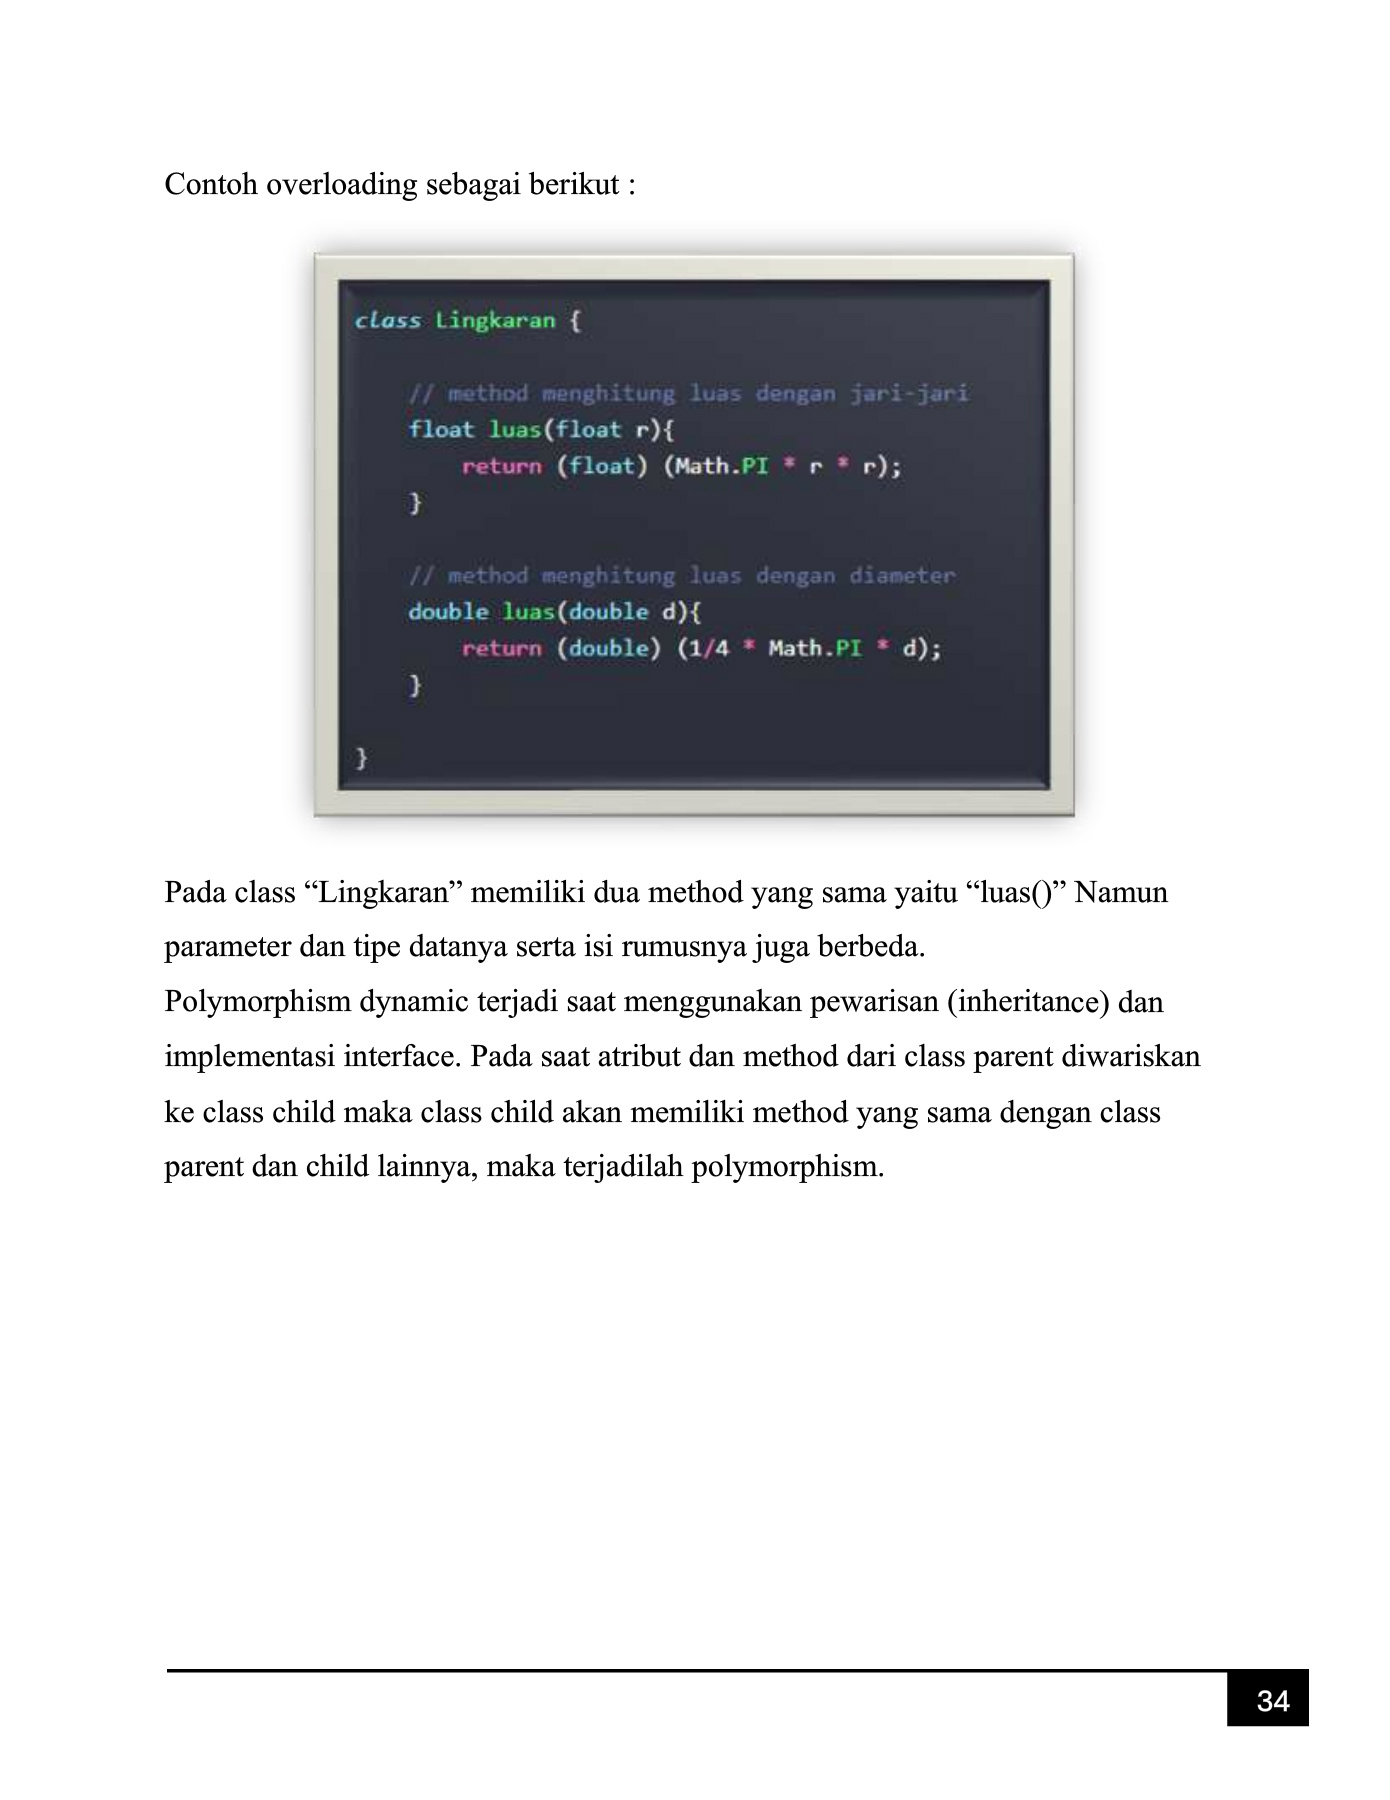 Contoh overloading sebagai berikut :
class Lingkaran {
// method menghitung luas dengan jari-jari
float luas(float r){
return (float) (Math.PI * r * r);
}
// method menghitung luas dengan diameter
double luas(double d){
return (double) (1/4 * Math.PI * d);
}
}
Pada class “Lingkaran” memiliki dua method yang sama yaitu “luas()” Namun
parameter dan tipe datanya serta isi rumusnya juga berbeda.
Polymorphism dynamic terjadi saat menggunakan pewarisan (inheritance) dan
implementasi interface. Pada saat atribut dan method dari class parent diwariskan
ke class child maka class child akan memiliki method yang sama dengan class
parent dan child lainnya, maka terjadilah polymorphism.
34